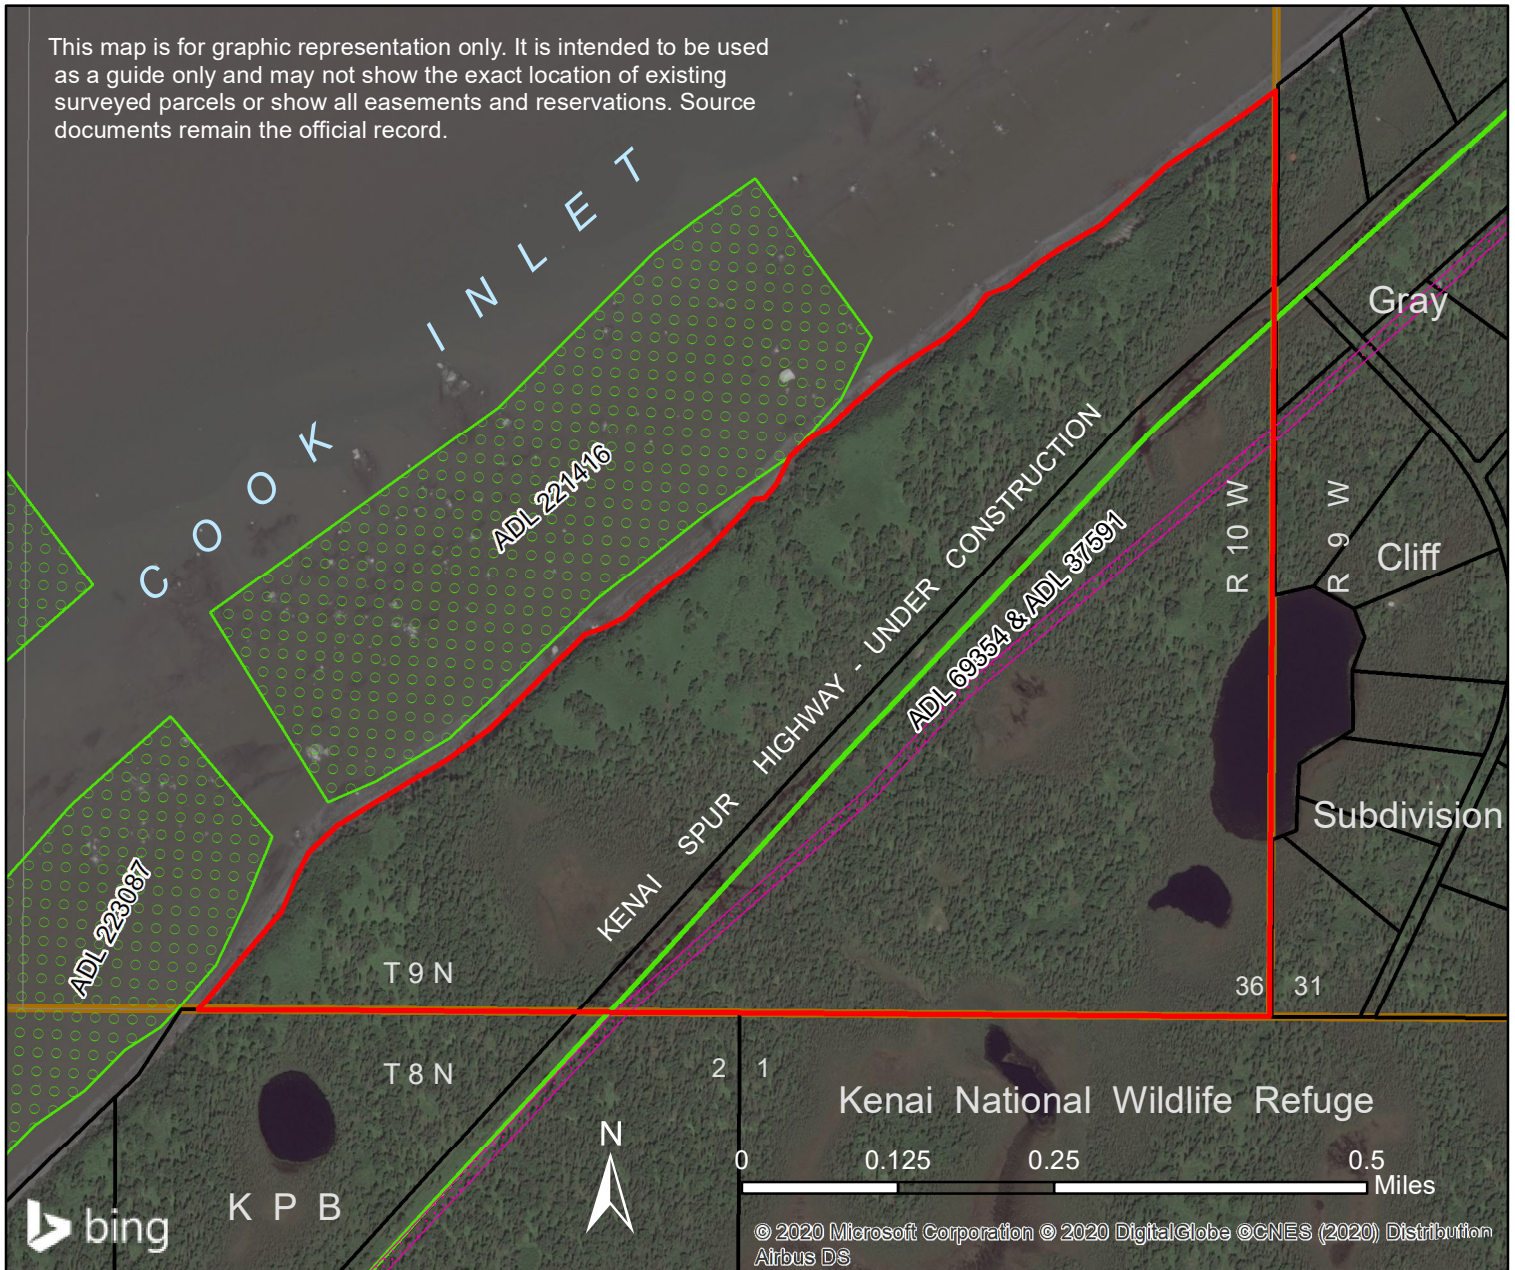 This map is for graphic representation only. It is intended to be used
as a guide only and may not show the exact location of existing
surveyed parcels or show all easements and reservations. Source
documents remain the official record.
COOK INLET
Gray
ADL 221416
KENAI SPUR HIGHWAY - UNDER CONSTRUCTION
ADL 69354 & ADL 37591
R 10 W
R 9 W
Cliff
Subdivision
ADL 223087
T 9 N
36
31
T 8 N
2
1
Kenai National Wildlife Refuge
N
0
0.125
0.25
0.5
Miles
K P B
bing
© 2020 Microsoft Corporation © 2020 DigitalGlobe ©CNES (2020) Distribution
Airbus DS